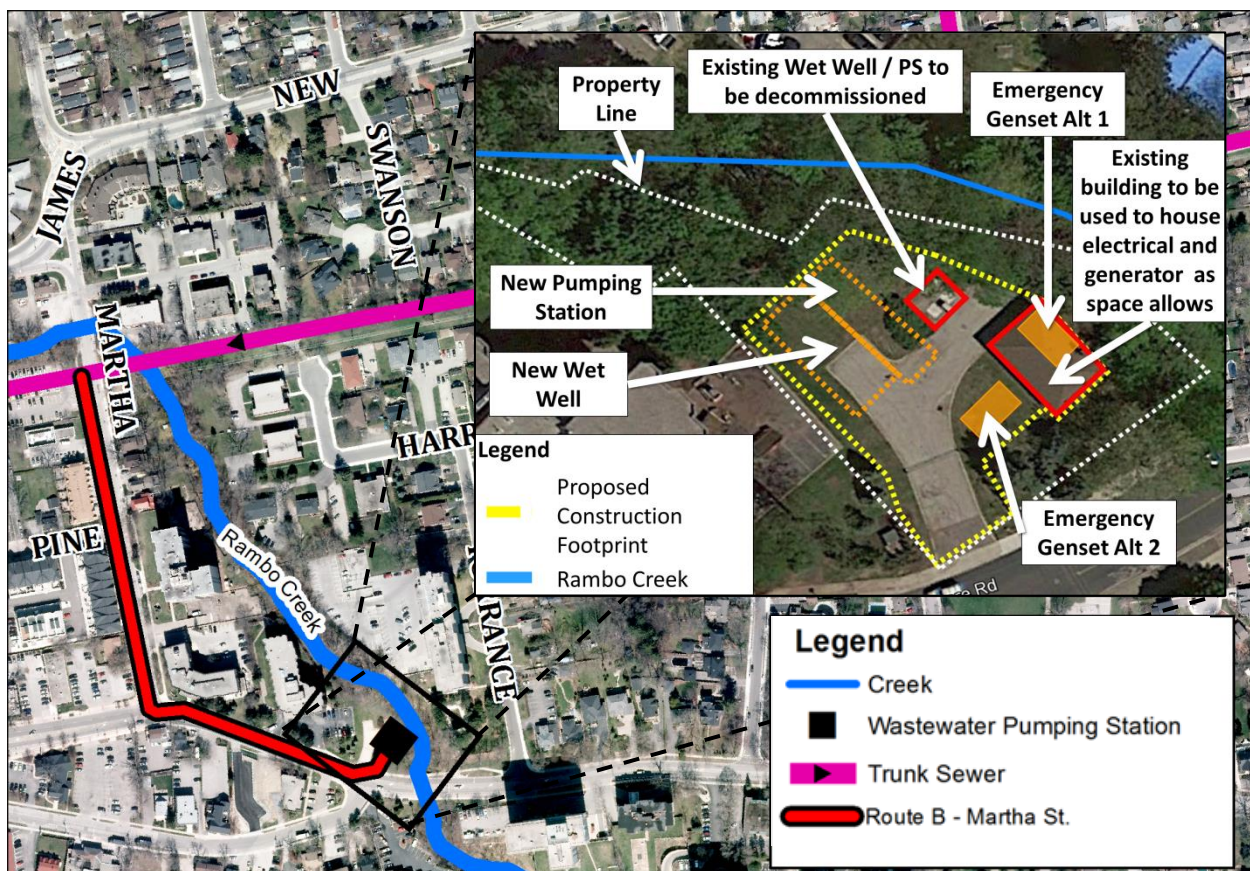 NEW
SWANSON
JAMES
MARTHA
HARR
PINE
Rambo Creek
RANCE
Property
Line
Existing Wet Well / PS to
be decommissioned
Emergency
Genset Alt 1
Existing
building to be
used to house
electrical and
generator as
space allows
New Pumping
Station
New Wet
Well
Emergency
Genset Alt 2
Rd
Legend
Proposed
Construction
Footprint
Rambo Creek
Legend
Creek
Wastewater Pumping Station
Trunk Sewer
Route B - Martha St.